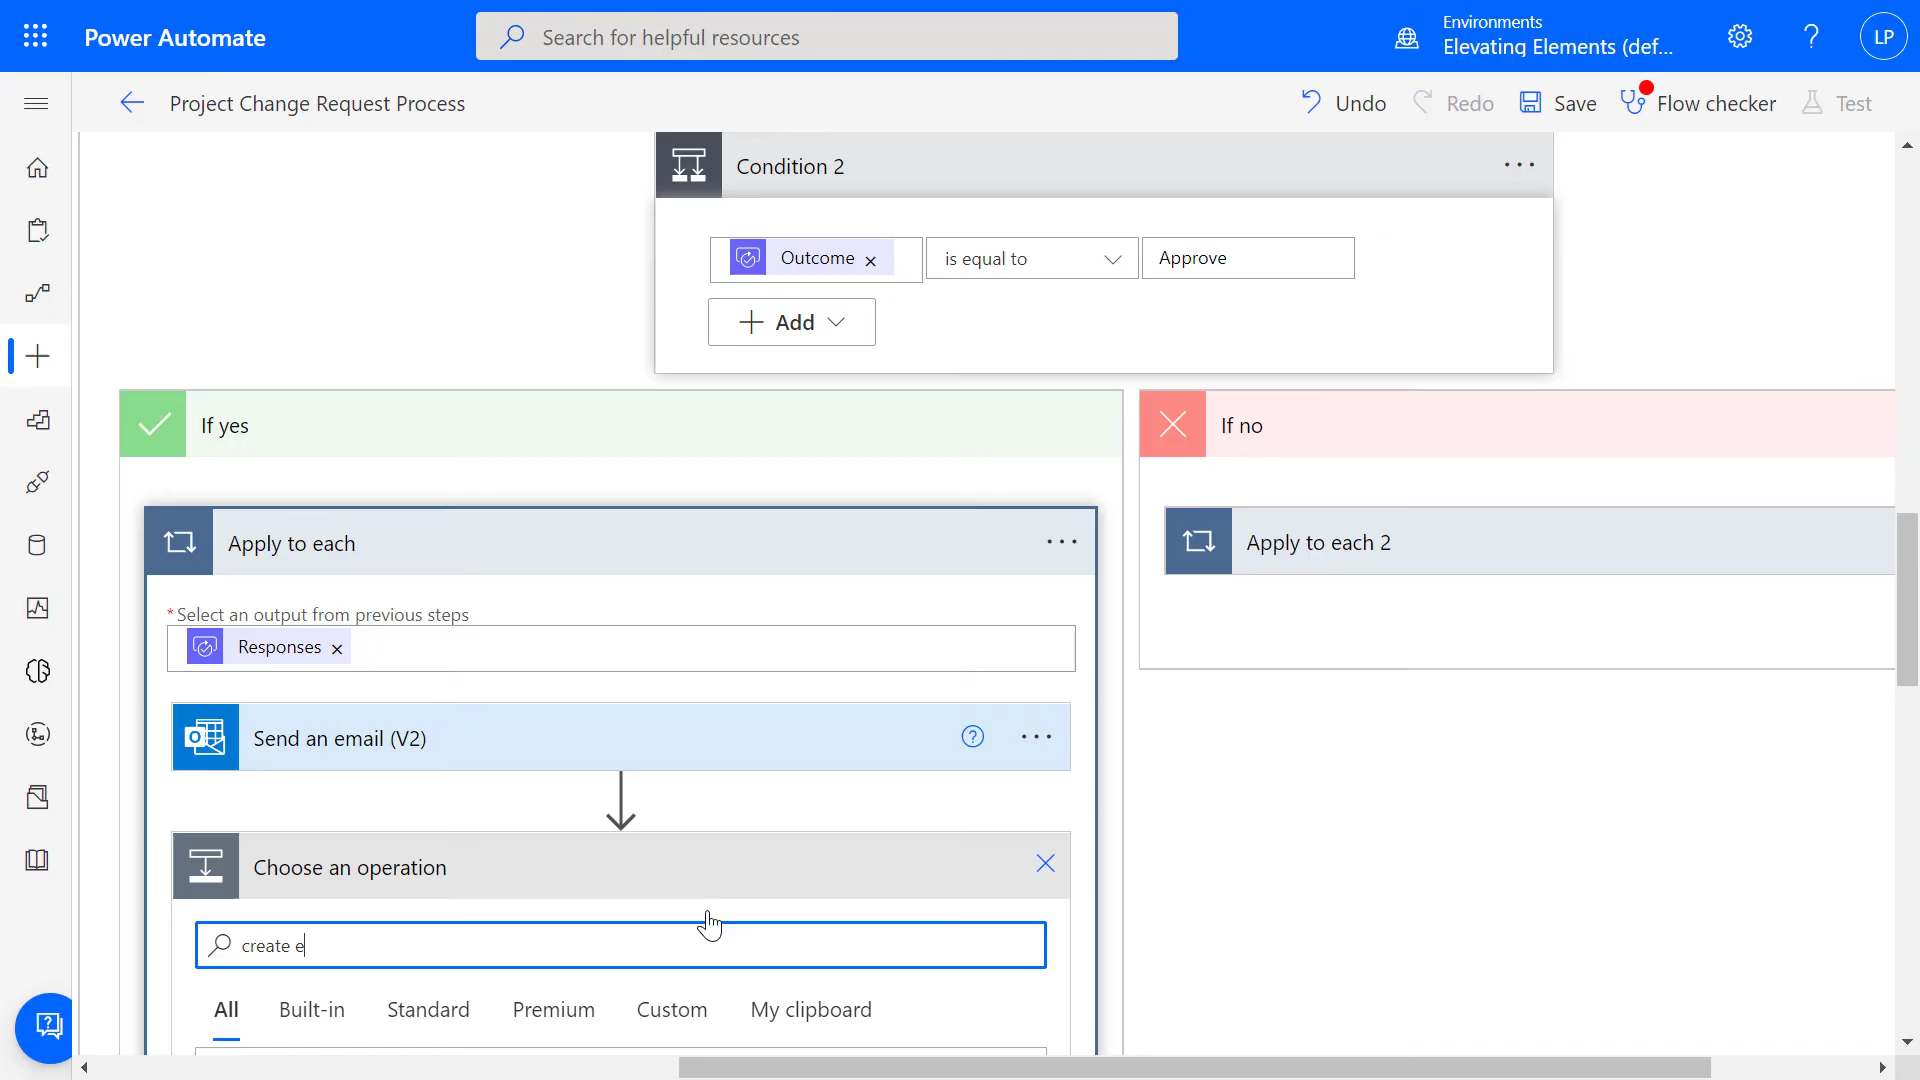 Power Automate
Search for helpful resources
Environments
Elevating Elements (def...
LP
Project Change Request Process
Undo
Redo
Save
Flow checker
Test
Condition 2
Outcome
is equal to
Approve
Add
If yes
If no
Apply to each
Apply to each 2
* Select an output from previous steps
Responses
Send an email (V2)
Choose an operation
create e
All
Built-in
Standard
Premium
Custom
My clipboard